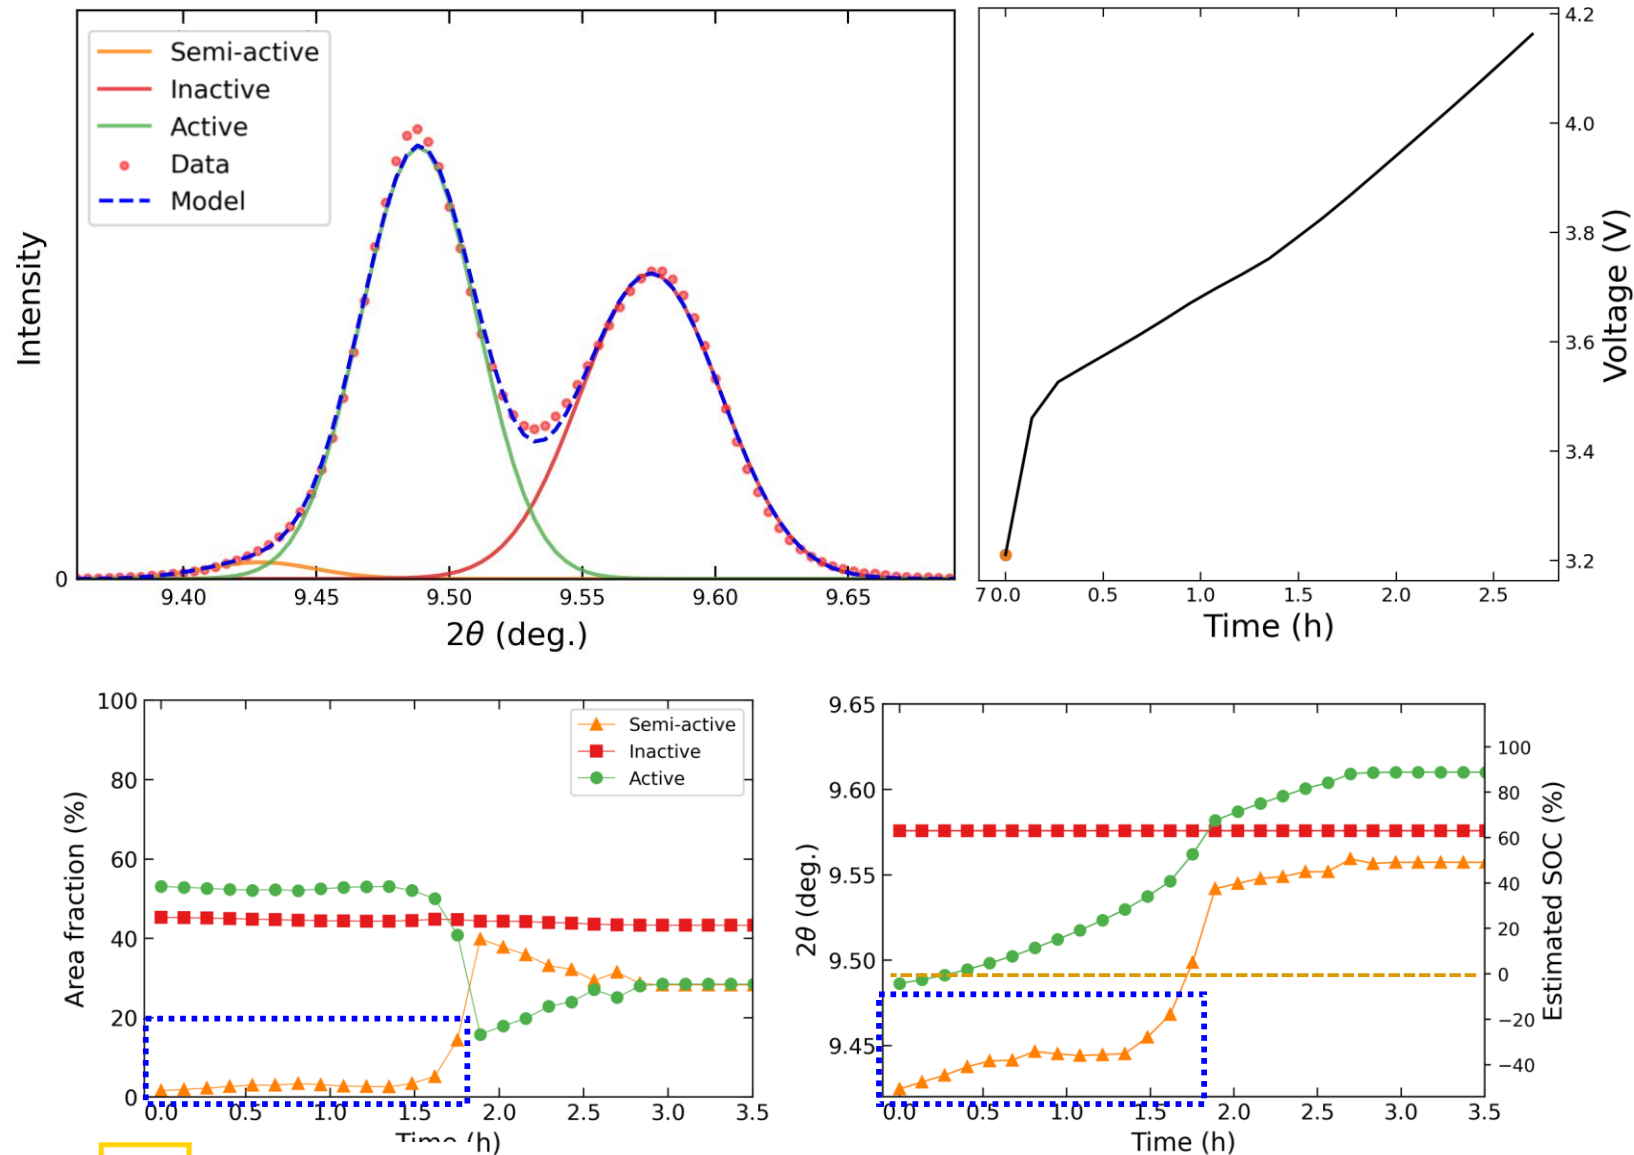 Semi-active
Inactive
Active
Data
Model
Intensity
0
9.40 9.45 9.50 9.55 9.60 9.65
2θ (deg.)
4.2
4.0
3.8
3.6
3.4
3.2
Voltage (V)
7 0.0 0.5 1.0 1.5 2.0 2.5
Time (h)
100
80
60
40
20
0
Area fraction (%)
Semi-active
Inactive
Active
0.0 0.5 1.0 1.5 2.0 2.5 3.0 3.5
Time (h)
9.65
9.60
9.55
9.50
9.45
2θ (deg.)
100
80
60
40
20
0
−20
−40
Estimated SOC (%)
0.0 0.5 1.0 1.5 2.0 2.5 3.0 3.5
Time (h)